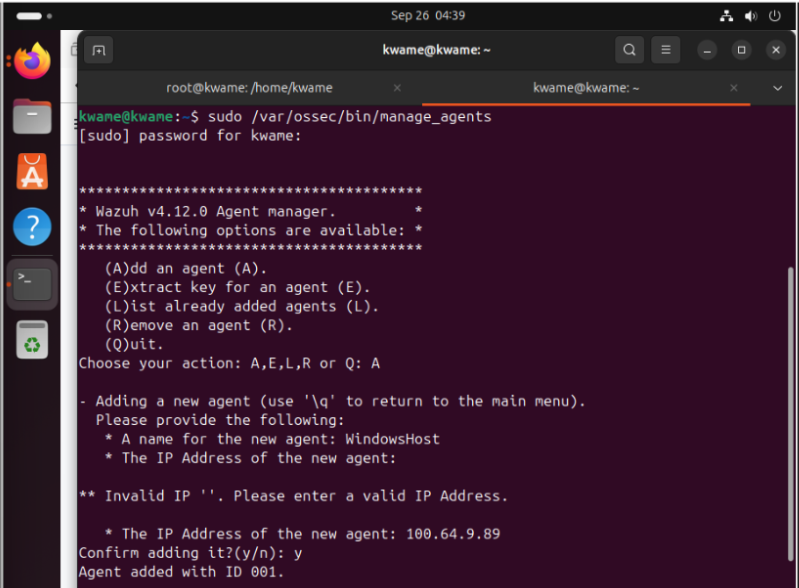 Sep 26 04:39
kwame@kwame: ~
root@kwame: /home/kwame
kwame@kwame: ~
kwame@kwame:~$ sudo /var/ossec/bin/manage_agents
[sudo] password for kwame:
****************************************
* Wazuh v4.12.0 Agent manager. *
* The following options are available: *
****************************************
(A)dd an agent (A).
(E)xtract key for an agent (E).
(L)ist already added agents (L).
(R)emove an agent (R).
(Q)uit.
Choose your action: A,E,L,R or Q: A
- Adding a new agent (use '\q' to return to the main menu).
Please provide the following:
* A name for the new agent: WindowsHost
* The IP Address of the new agent:
** Invalid IP ''. Please enter a valid IP Address.
* The IP Address of the new agent: 100.64.9.89
Confirm adding it?(y/n): y
Agent added with ID 001.